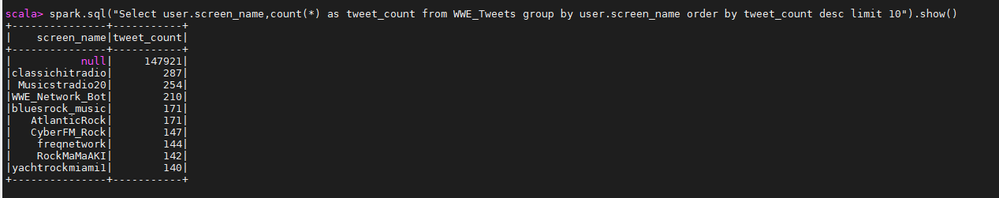 scala> spark.sql("Select user.screen_name,count(*) as tweet_count from WWE_Tweets group by user.screen_name order by tweet_count desc limit 10").show()
+---------------+-----------+
|    screen_name|tweet_count|
+---------------+-----------+
|           null|     147921|
|classichitradio|        287|
| Musicstradio20|        254|
|WWE_Network_Bot|        210|
|bluesrock_music|        171|
|   AtlanticRock|        171|
|   CyberFM_Rock|        147|
|    freqnetwork|        144|
|    RockMaMaAKI|        142|
|yachtrockmiami1|        140|
+---------------+-----------+